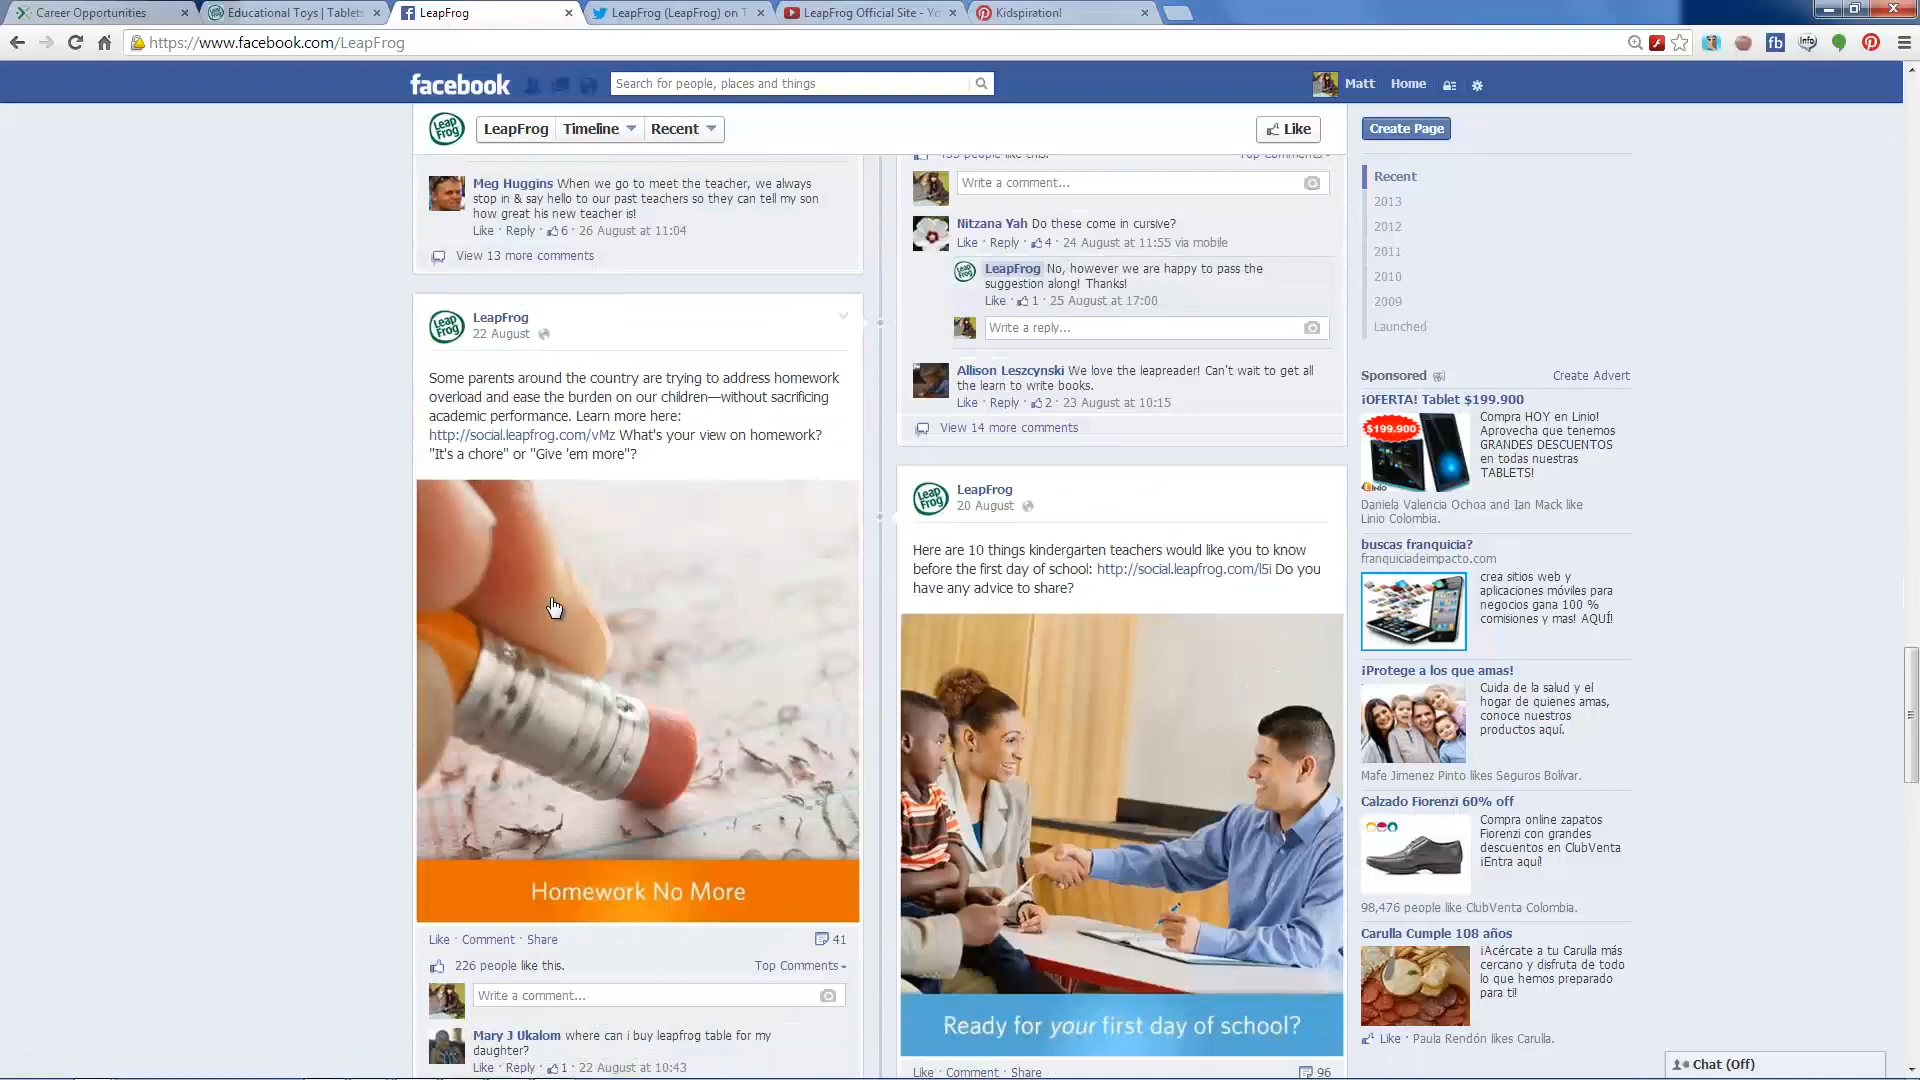 Career Opportunities
Educational Toys | Tablets
LeapFrog
LeapFrog (LeapFrog) on T
LeapFrog Official Site - Yo
Kidspiration!
https://www.facebook.com/LeapFrog
facebook
Search for people, places and things
Matt Home
LeapFrog Timeline Recent
Like
Create Page
Meg Huggins When we go to meet the teacher, we always
stop in & say hello to our past teachers so they can tell my son
how great his new teacher is!
Like · Reply · 6 · 26 August at 11:04
View 13 more comments
LeapFrog
22 August
Some parents around the country are trying to address homework
overload and ease the burden on our children—without sacrificing
academic performance. Learn more here:
http://social.leapfrog.com/vMz What's your view on homework?
"It's a chore" or "Give 'em more"?
Homework No More
Like · Comment · Share
41
226 people like this.
Top Comments
Write a comment...
Mary J Ukalom where can i buy leapfrog table for my
daughter?
Like · Reply · 1 · 22 August at 10:43
people like this.
Top Comments
Write a comment...
Nitzana Yah Do these come in cursive?
Like · Reply · 4 · 24 August at 11:55 via mobile
LeapFrog No, however we are happy to pass the
suggestion along! Thanks!
Like · 1 · 25 August at 17:00
Write a reply...
Allison Leszcynski We love the leapreader! Can't wait to get all
the learn to write books.
Like · Reply · 2 · 23 August at 10:15
View 14 more comments
LeapFrog
20 August
Here are 10 things kindergarten teachers would like you to know
before the first day of school: http://social.leapfrog.com/l5i Do you
have any advice to share?
Ready for your first day of school?
Like · Comment · Share
96
Recent
2013
2012
2011
2010
2009
Launched
Sponsored
Create Advert
¡OFERTA! Tablet $199.900
$199.900
LINIO
Compra HOY en Linio!
Aprovecha que tenemos
GRANDES DESCUENTOS
en todas nuestras
TABLETS!
Daniela Valencia Ochoa and Ian Mack like
Linio Colombia.
buscas franquicia?
franquiciadeimpacto.com
crea sitios web y
aplicaciones móviles para
negocios gana 100 %
comisiones y mas! AQUÍ!
¡Protege a los que amas!
Cuida de la salud y el
hogar de quienes amas,
conoce nuestros
productos aquí.
Mafe Jimenez Pinto likes Seguros Bolívar.
Calzado Fiorenzi 60% off
Compra online zapatos
Fiorenzi con grandes
descuentos en ClubVenta
¡Entra aquí!
98,476 people like ClubVenta Colombia.
Carulla Cumple 108 años
¡Acércate a tu Carulla más
cercano y disfruta de todo
lo que hemos preparado
para ti!
Like · Paula Rendón likes Carulla.
Chat (Off)